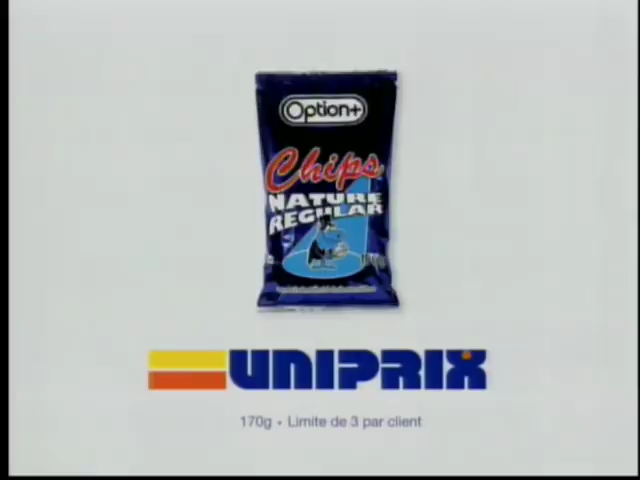 Option+
Chips
NATURE
REGULAR
UNIPRIX
170g • Limite de 3 par client